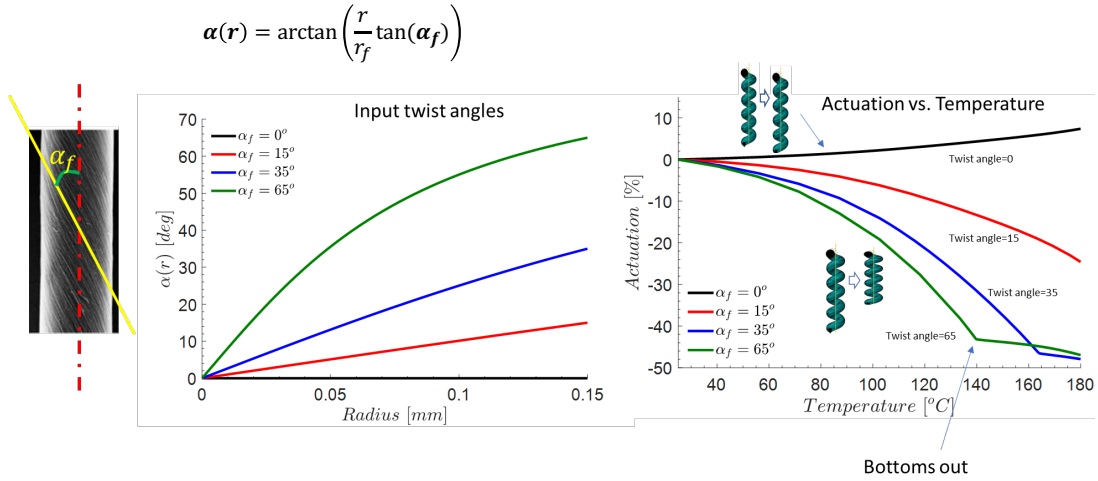 α(r) = arctan(r/r_f tan(α_f))
α_f
Input twist angles
α_f = 0°
α_f = 15°
α_f = 35°
α_f = 65°
α(r) [deg]
70
60
50
40
30
20
10
0
0 0.05 0.1 0.15
Radius [mm]
Actuation vs. Temperature
Actuation [%]
10
0
-10
-20
-30
-40
-50
Twist angle=0
Twist angle=15
Twist angle=35
Twist angle=65
α_f = 0°
α_f = 15°
α_f = 35°
α_f = 65°
40 60 80 100 120 140 160 180
Temperature [°C]
Bottoms out